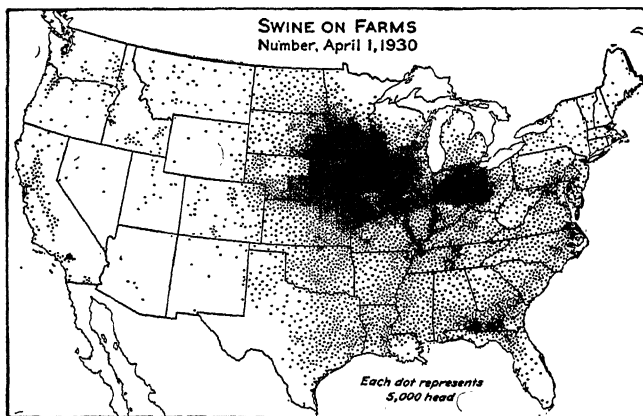 SWINE ON FARMS
Number, April 1, 1930
Each dot represents
5,000 head